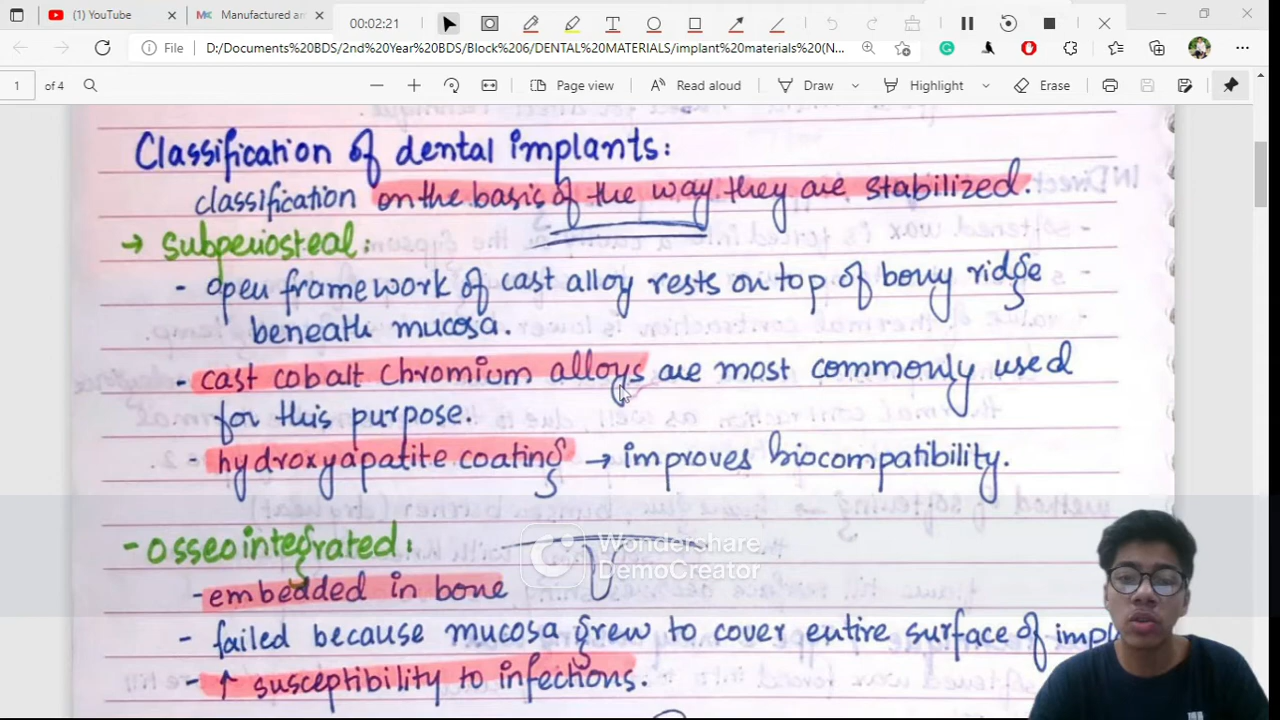 (1) YouTube
Manufactured ar
00:02:21
File
D:/Documents%20BDS/2nd%20Year%20BDS/Block%206/DENTAL%20MATERIALS/implant%20materials%20(N...
1 of 4
Page view
Read aloud
Draw
Highlight
Erase
Classification of dental implants:
classification on the basis of the way they are stabilized.
→ subperiosteal:
- open framework of cast alloy rests on top of bony ridge
beneath mucosa.
- cast cobalt chromium alloys are most commonly used
for this purpose.
- hydroxyapatite coating → improves biocompatibility.
- Osseointegrated:
Wondershare
DemoCreator
- embedded in bone
- failed because mucosa grew to cover entire surface of impl
- ↑ susceptibility to infections.